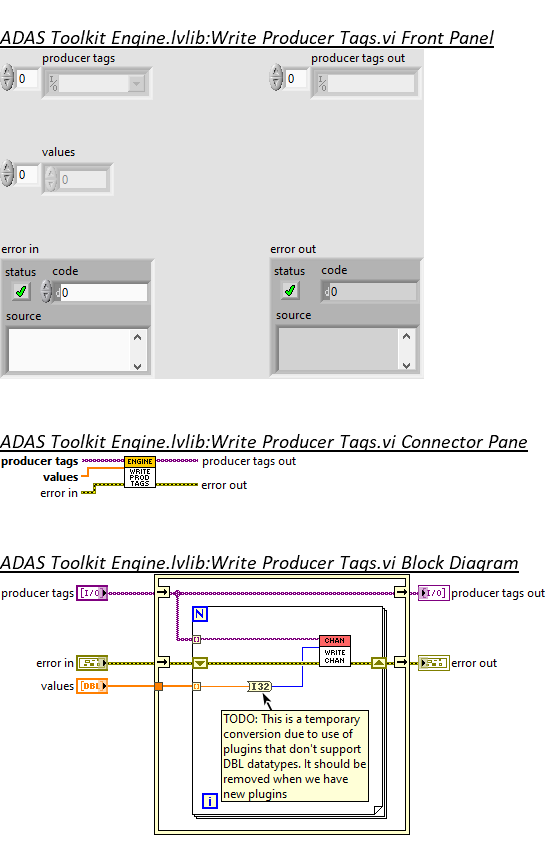 ADAS Toolkit Engine.lvlib:Write Producer Tags.vi Front Panel
producer tags
producer tags out
0
I/O
0
I/O
values
0
0
error in
error out
status
code
status
code
0
d
0
source
source
ADAS Toolkit Engine.lvlib:Write Producer Tags.vi Connector Pane
producer tags
values
error in
ENGINE
WRITE
PROD
TAGS
producer tags out
error out
ADAS Toolkit Engine.lvlib:Write Producer Tags.vi Block Diagram
producer tags
[I/O]
I/O]
producer tags out
N
CHAN
WRITE
CHAN
error in
error out
values
DBL
I32
TODO: This is a temporary
conversion due to use of
plugins that don't support
DBL datatypes. It should be
removed when we have
new plugins
i